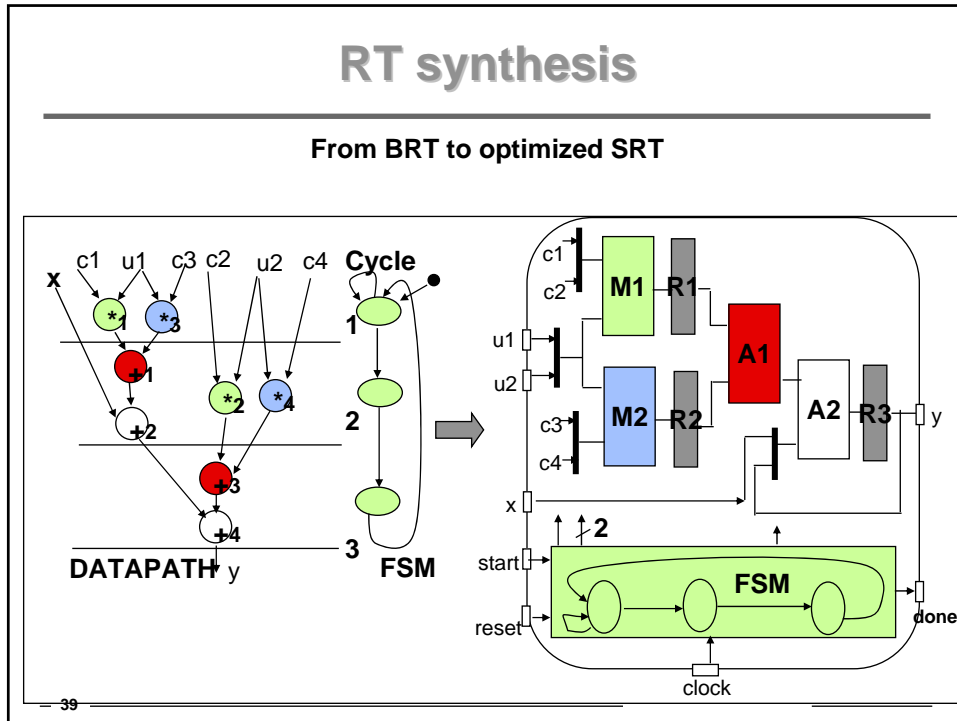 RT synthesis
From BRT to optimized SRT
x c1 u1 c3 c2 u2 c4 Cycle
*1 *3
1
+1
*2 *4
+2
2
+3
+4
3
DATAPATH y FSM
c1
c2
M1 R1
u1
u2
A1
c3
c4
M2 R2
A2 R3 y
x
2
start
FSM
reset
done
clock
39